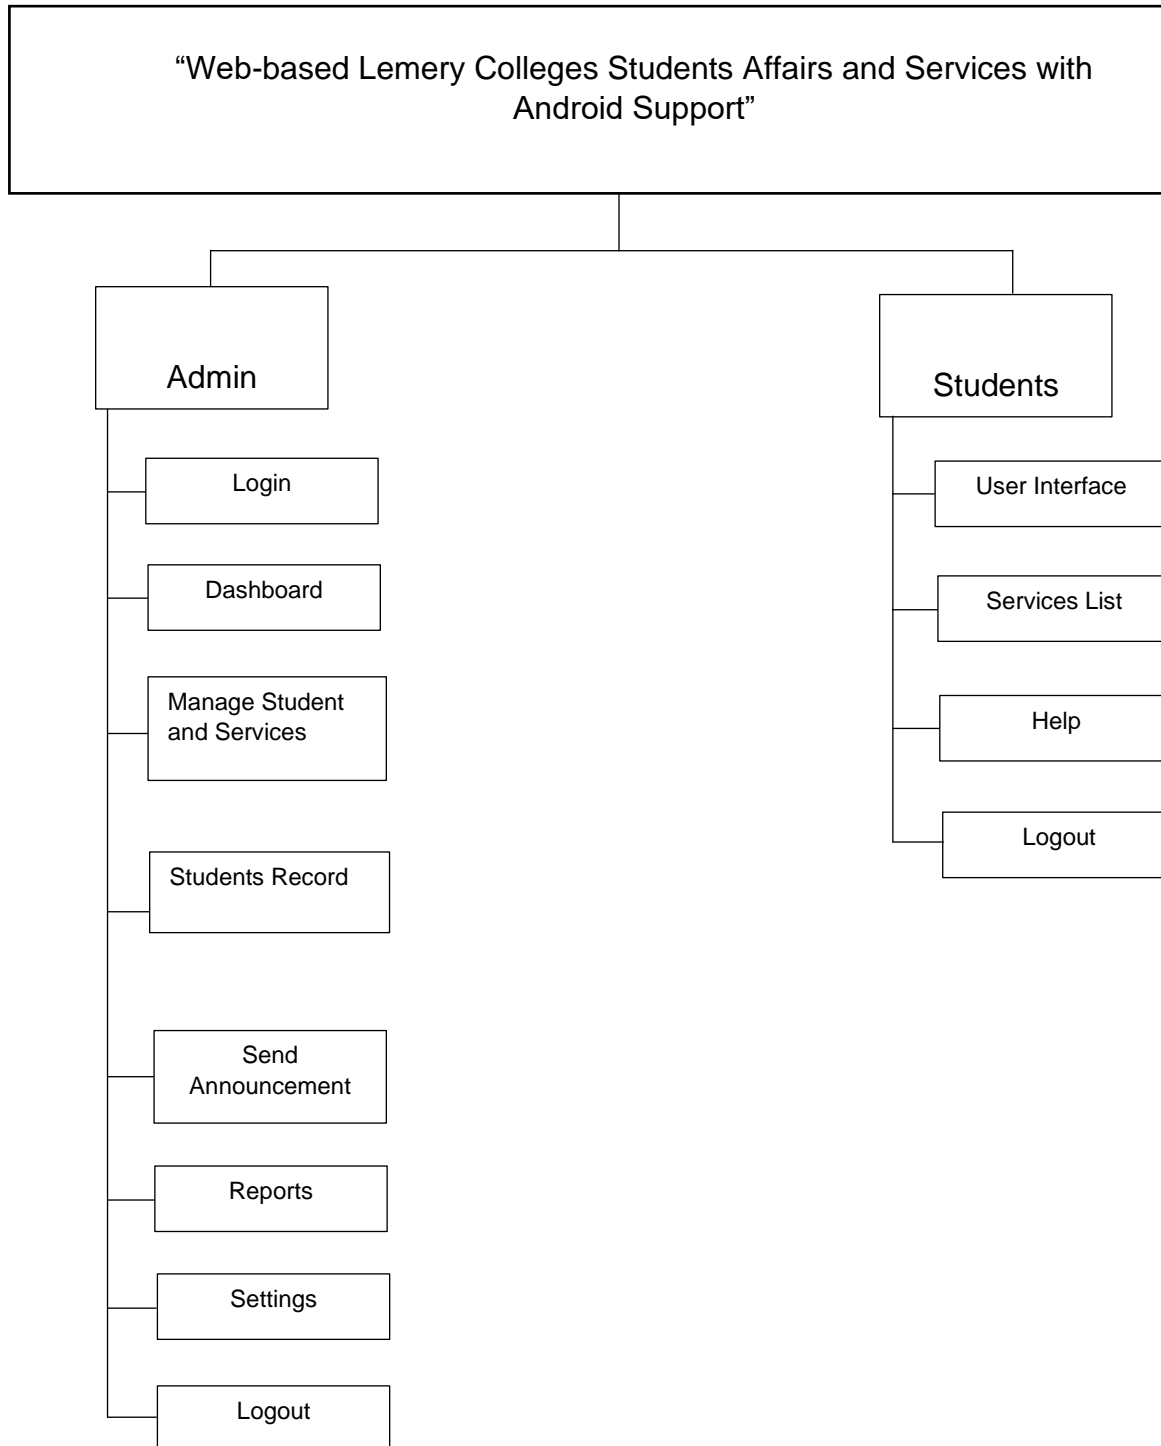 “Web-based Lemery Colleges Students Affairs and Services with
Android Support”
Admin
Login
Dashboard
Manage Student
and Services
Students Record
Send
Announcement
Reports
Settings
Logout
Students
User Interface
Services List
Help
Logout